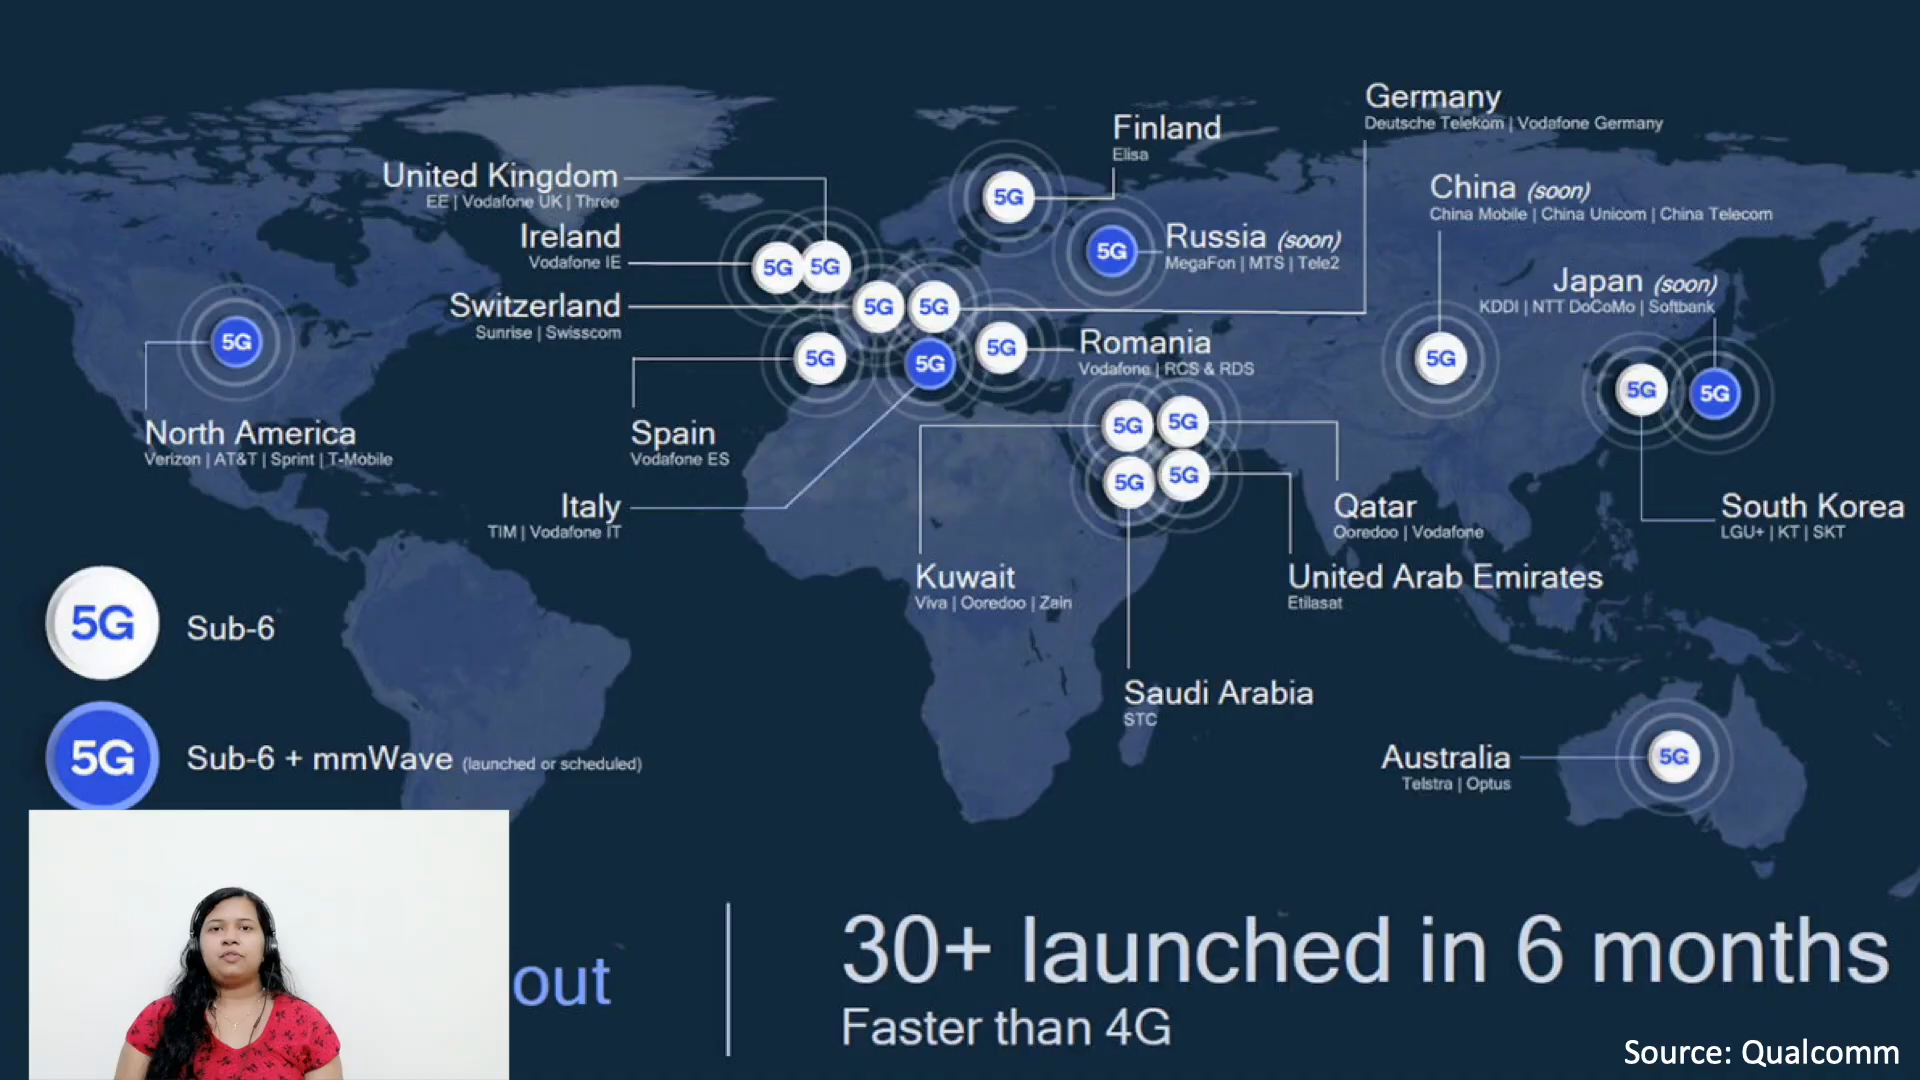 Germany
Deutsche Telekom | Vodafone Germany
Finland
Elisa
United Kingdom
EE | Vodafone UK | Three
China (soon)
China Mobile | China Unicom | China Telecom
5G
Ireland
Vodafone IE
5G 5G
5G
Russia (soon)
MegaFon | MTS | Tele2
Japan (soon)
KDDI | NTT DoCoMo | Softbank
Switzerland
Sunrise | Swisscom
5G 5G
5G
North America
Verizon | AT&T | Sprint | T-Mobile
5G
Spain
Vodafone ES
5G
5G
Romania
Vodafone | RCS & RDS
5G
5G
5G
5G 5G
5G 5G
Italy
TIM | Vodafone IT
Qatar
Ooredoo | Vodafone
South Korea
LGU+ | KT | SKT
Kuwait
Viva | Ooredoo | Zain
United Arab Emirates
Etilasat
5G
Sub-6
Saudi Arabia
STC
5G
Sub-6 + mmWave (launched or scheduled)
Australia
Telstra | Optus
5G
out
30+ launched in 6 months
Faster than 4G
Source: Qualcomm